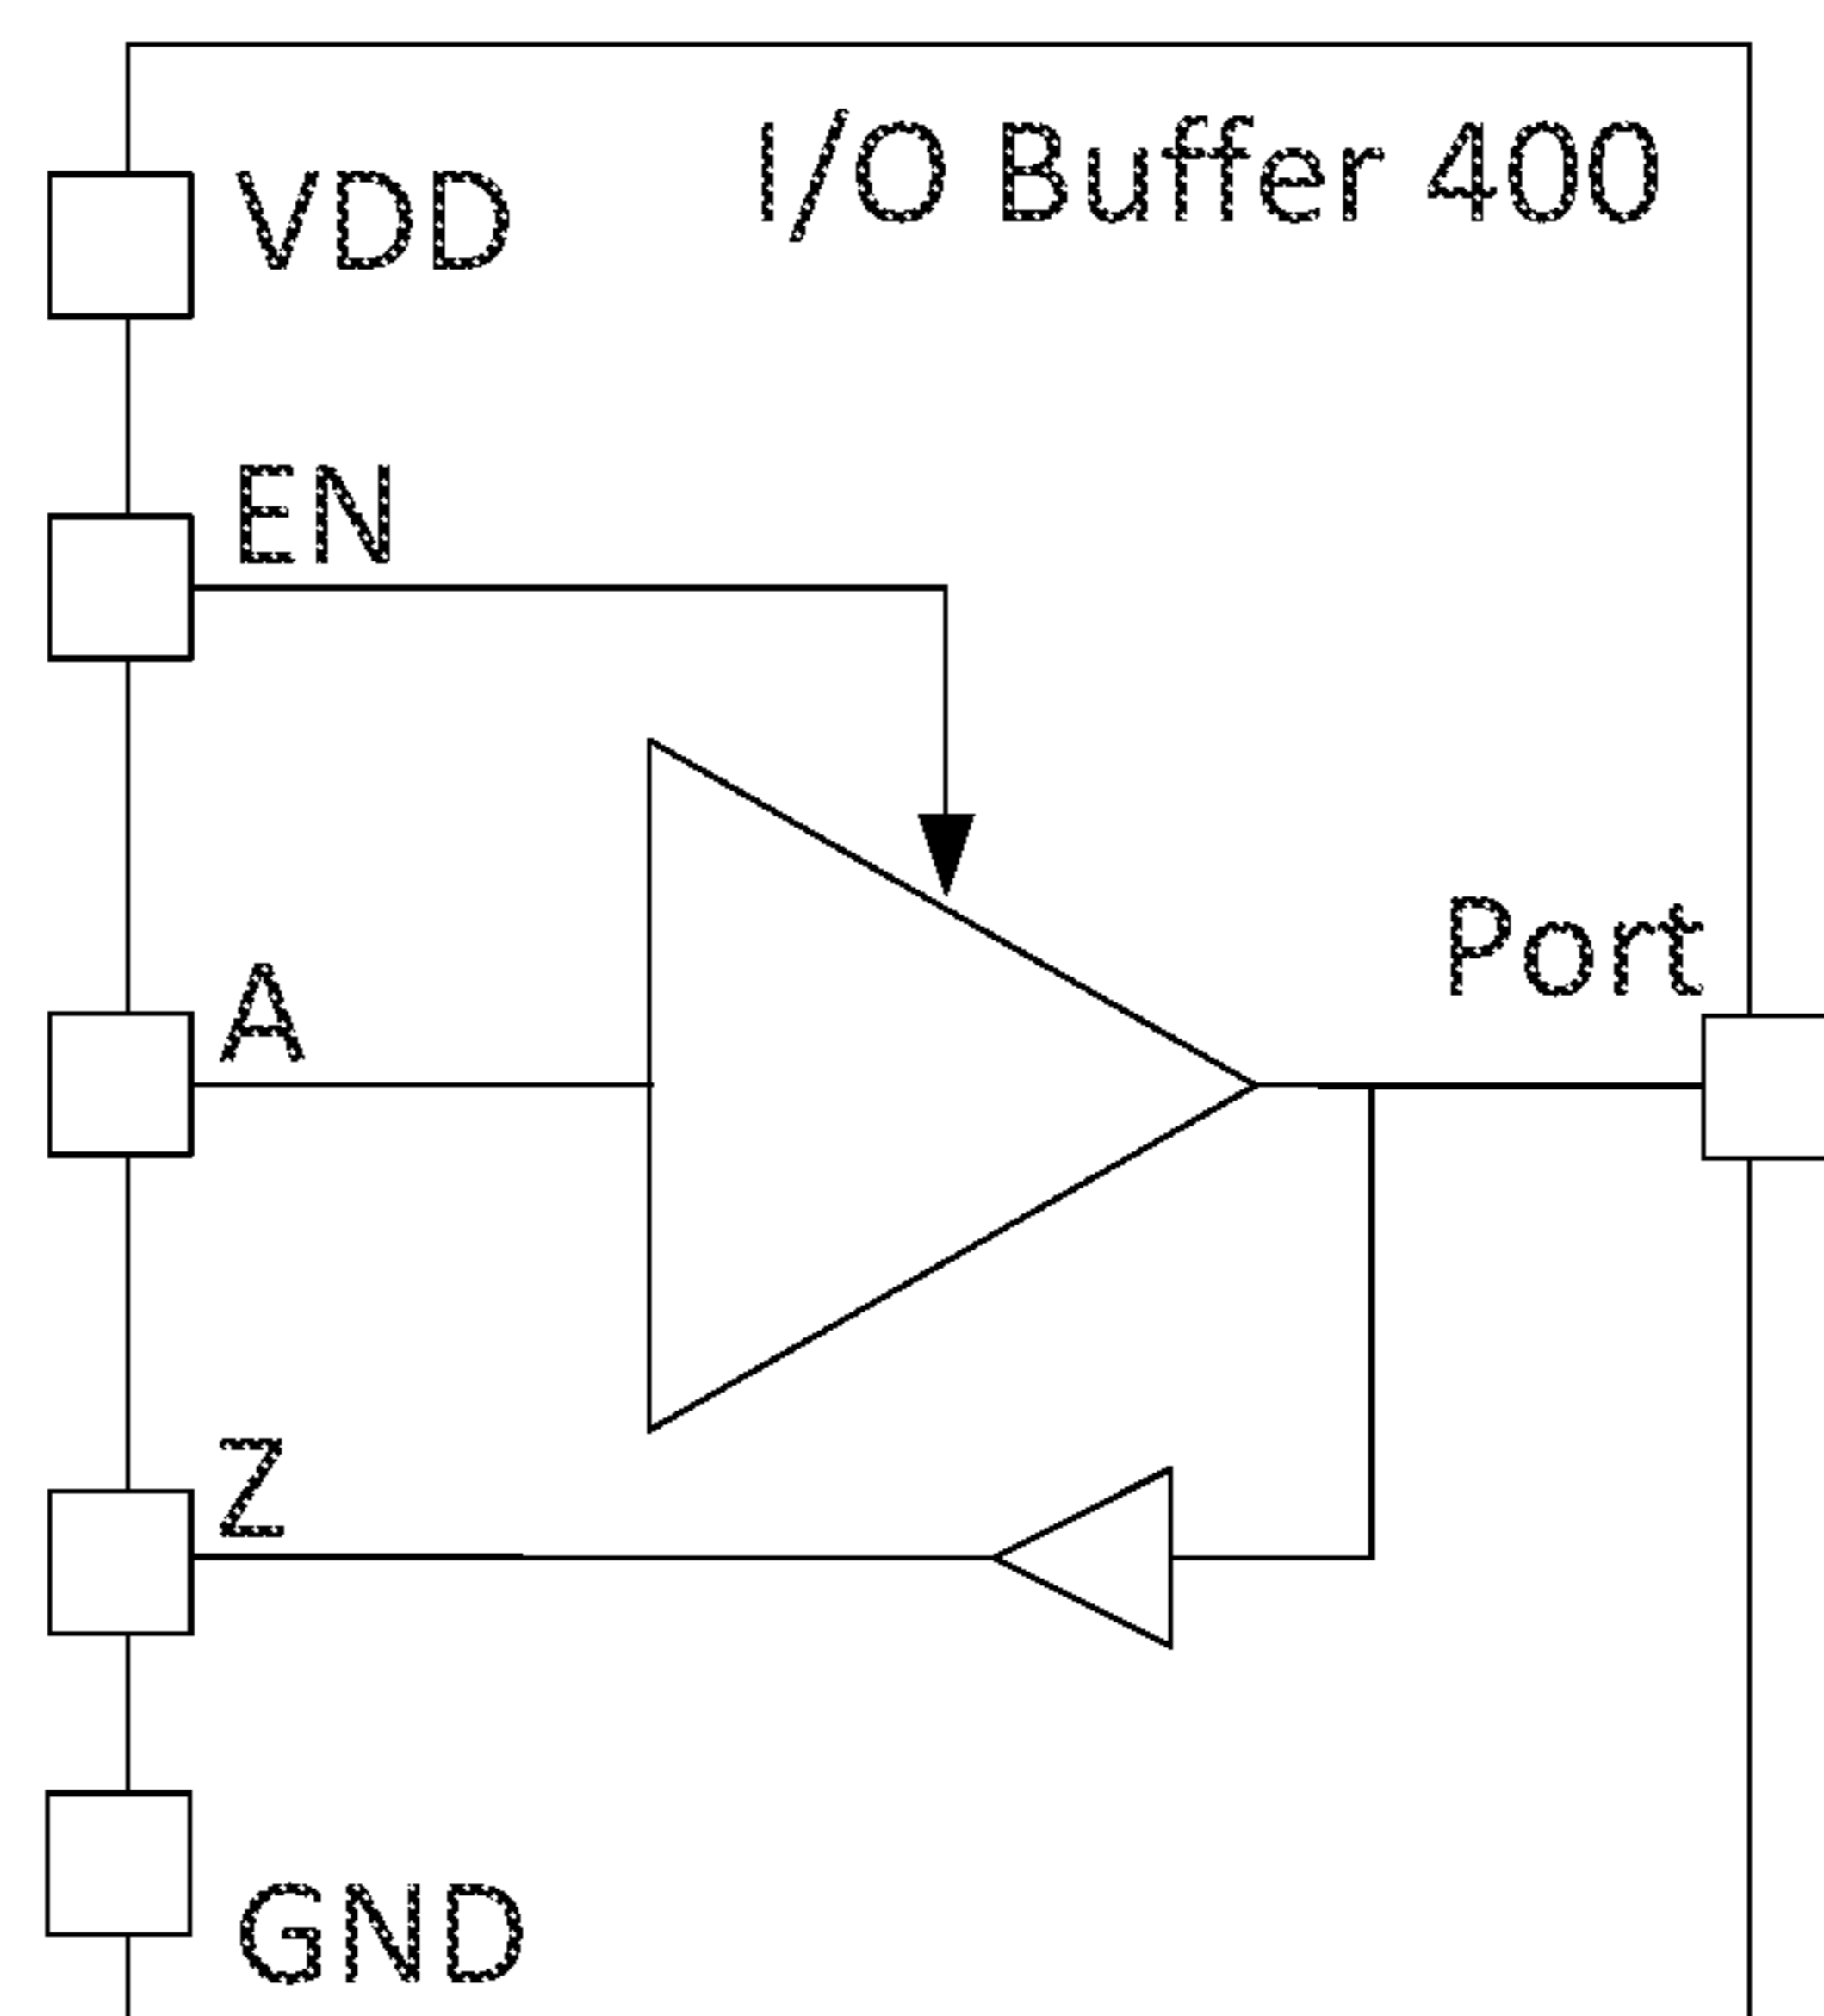 I/O Buffer 400
VDD
EN
A
Port
Z
GND